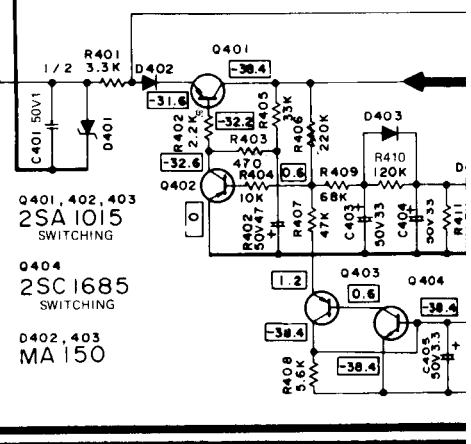 Q401
1/2
R401
3.3K
D402
-38.4
-31.6
C401 50V1
D401
R402
2.2K
-32.2
R405
33K
R406
220K
D403
R403
470
-32.6
Q402
R404
10K
0.6
R409
68K
R410
120K
Q401, 402, 403
2SA1015
SWITCHING
0
R402
50V47
R407
47K
C403
50V33
C404
50V33
R411
Q404
2SC1685
SWITCHING
1.2
Q403
0.6
Q404
-38.4
-38.4
D402, 403
MA150
R408
5.6K
-38.4
C405
50V3.3